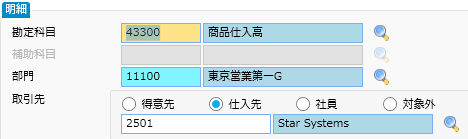 明細
勘定科目 43300 商品仕入高
補助科目
部門 11100 東京営業第一G
取引先 得意先 仕入先 社員 対象外
2501 Star Systems